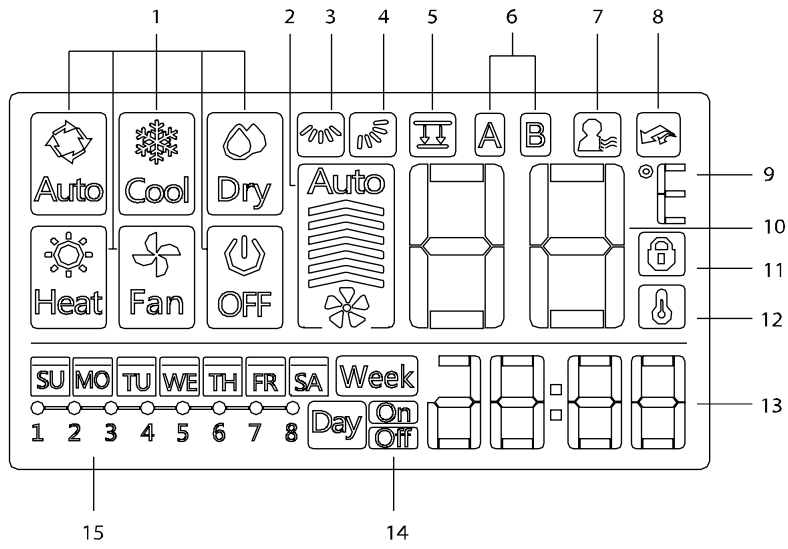 1 2 3 4 5 6 7 8
Auto Cool Dry Auto A B
9
10
Heat Fan OFF
11
12
SU MO TU WE TH FR SA Week 38:88 13
Day On
Off
1 2 3 4 5 6 7 8
15 14